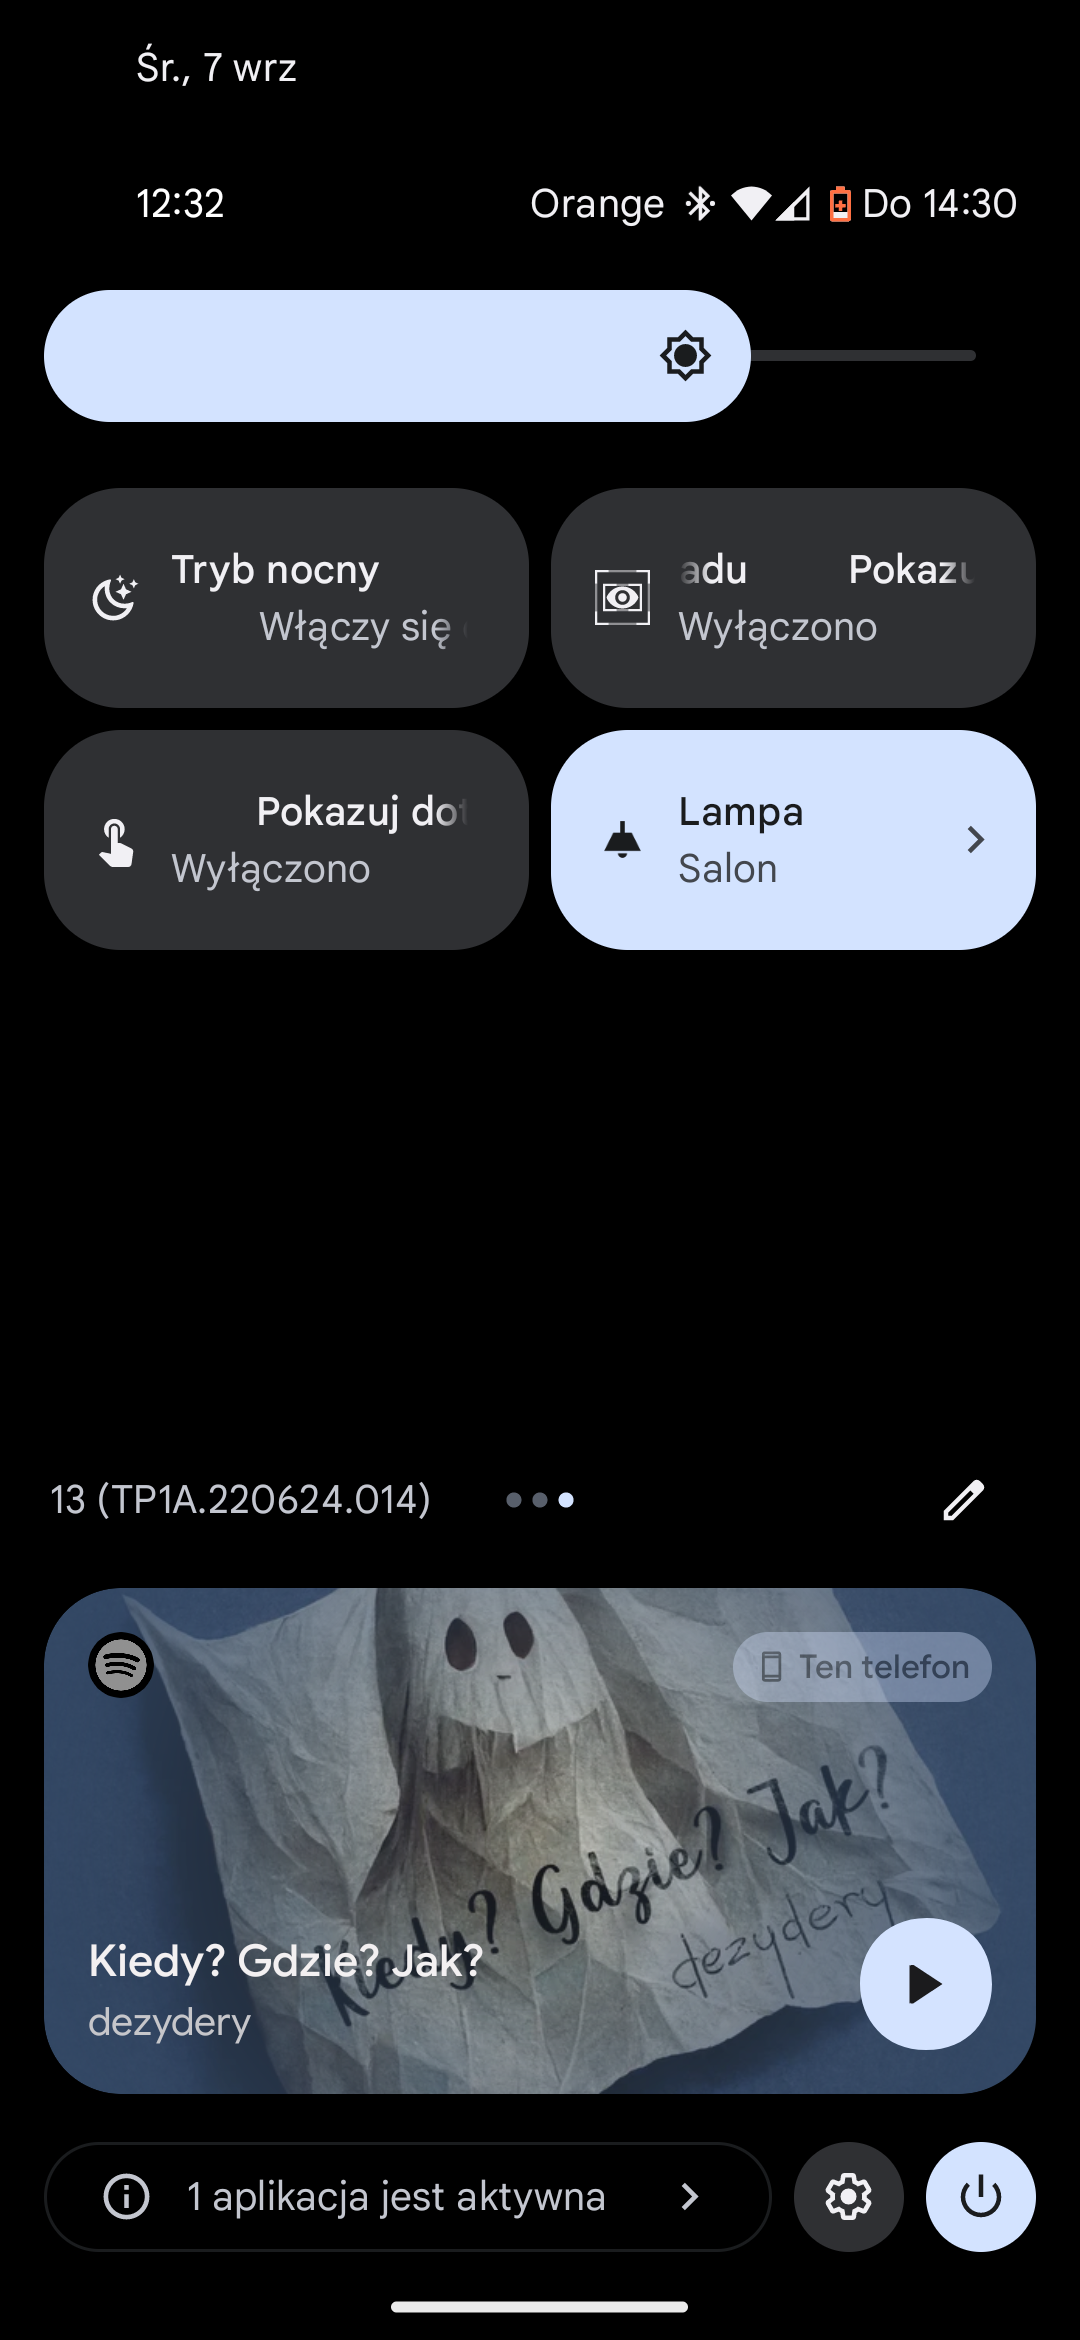 Śr., 7 wrz
12:32 Orange Do 14:30
Tryb nocny
Włączy się
adu Pokazu
Wyłączono
Pokazuj dot
Wyłączono
Lampa
Salon
13 (TP1A.220624.014)
Ten telefon
Kiedy? Gdzie? Jak?
dezydery
Kiedy? Gdzie? Jak?
dezydery
1 aplikacja jest aktywna